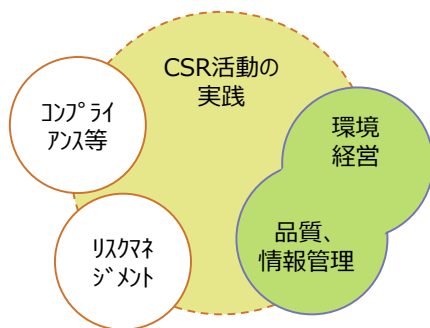 CSR活動の
実践
ｺﾝﾌﾟﾗｲ
ｱﾝｽ等
環境
経営
ﾘｽｸﾏﾈ
ｼﾞﾒﾝﾄ
品質、
情報管理